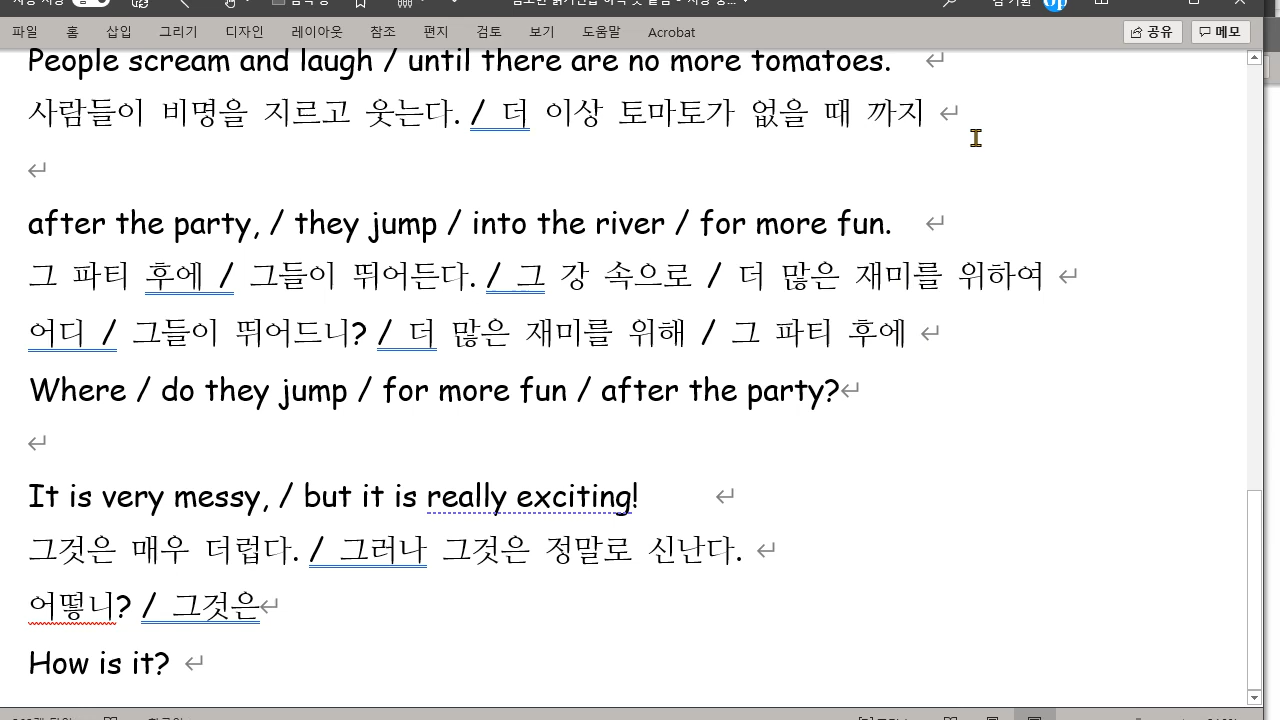 파일 홈 삽입 그리기 디자인 레이아웃 참조 편지 검토 보기 도움말 Acrobat 공유 메모
People scream and laugh / until there are no more tomatoes.
사람들이 비명을 지르고 웃는다. / 더 이상 토마토가 없을 때 까지
after the party, / they jump / into the river / for more fun.
그 파티 후에 / 그들이 뛰어든다. / 그 강 속으로 / 더 많은 재미를 위하여
어디 / 그들이 뛰어드니? / 더 많은 재미를 위해 / 그 파티 후에
Where / do they jump / for more fun / after the party?
It is very messy, / but it is really exciting!
그것은 매우 더럽다. / 그러나 그것은 정말로 신난다.
어떻니? / 그것은
How is it?